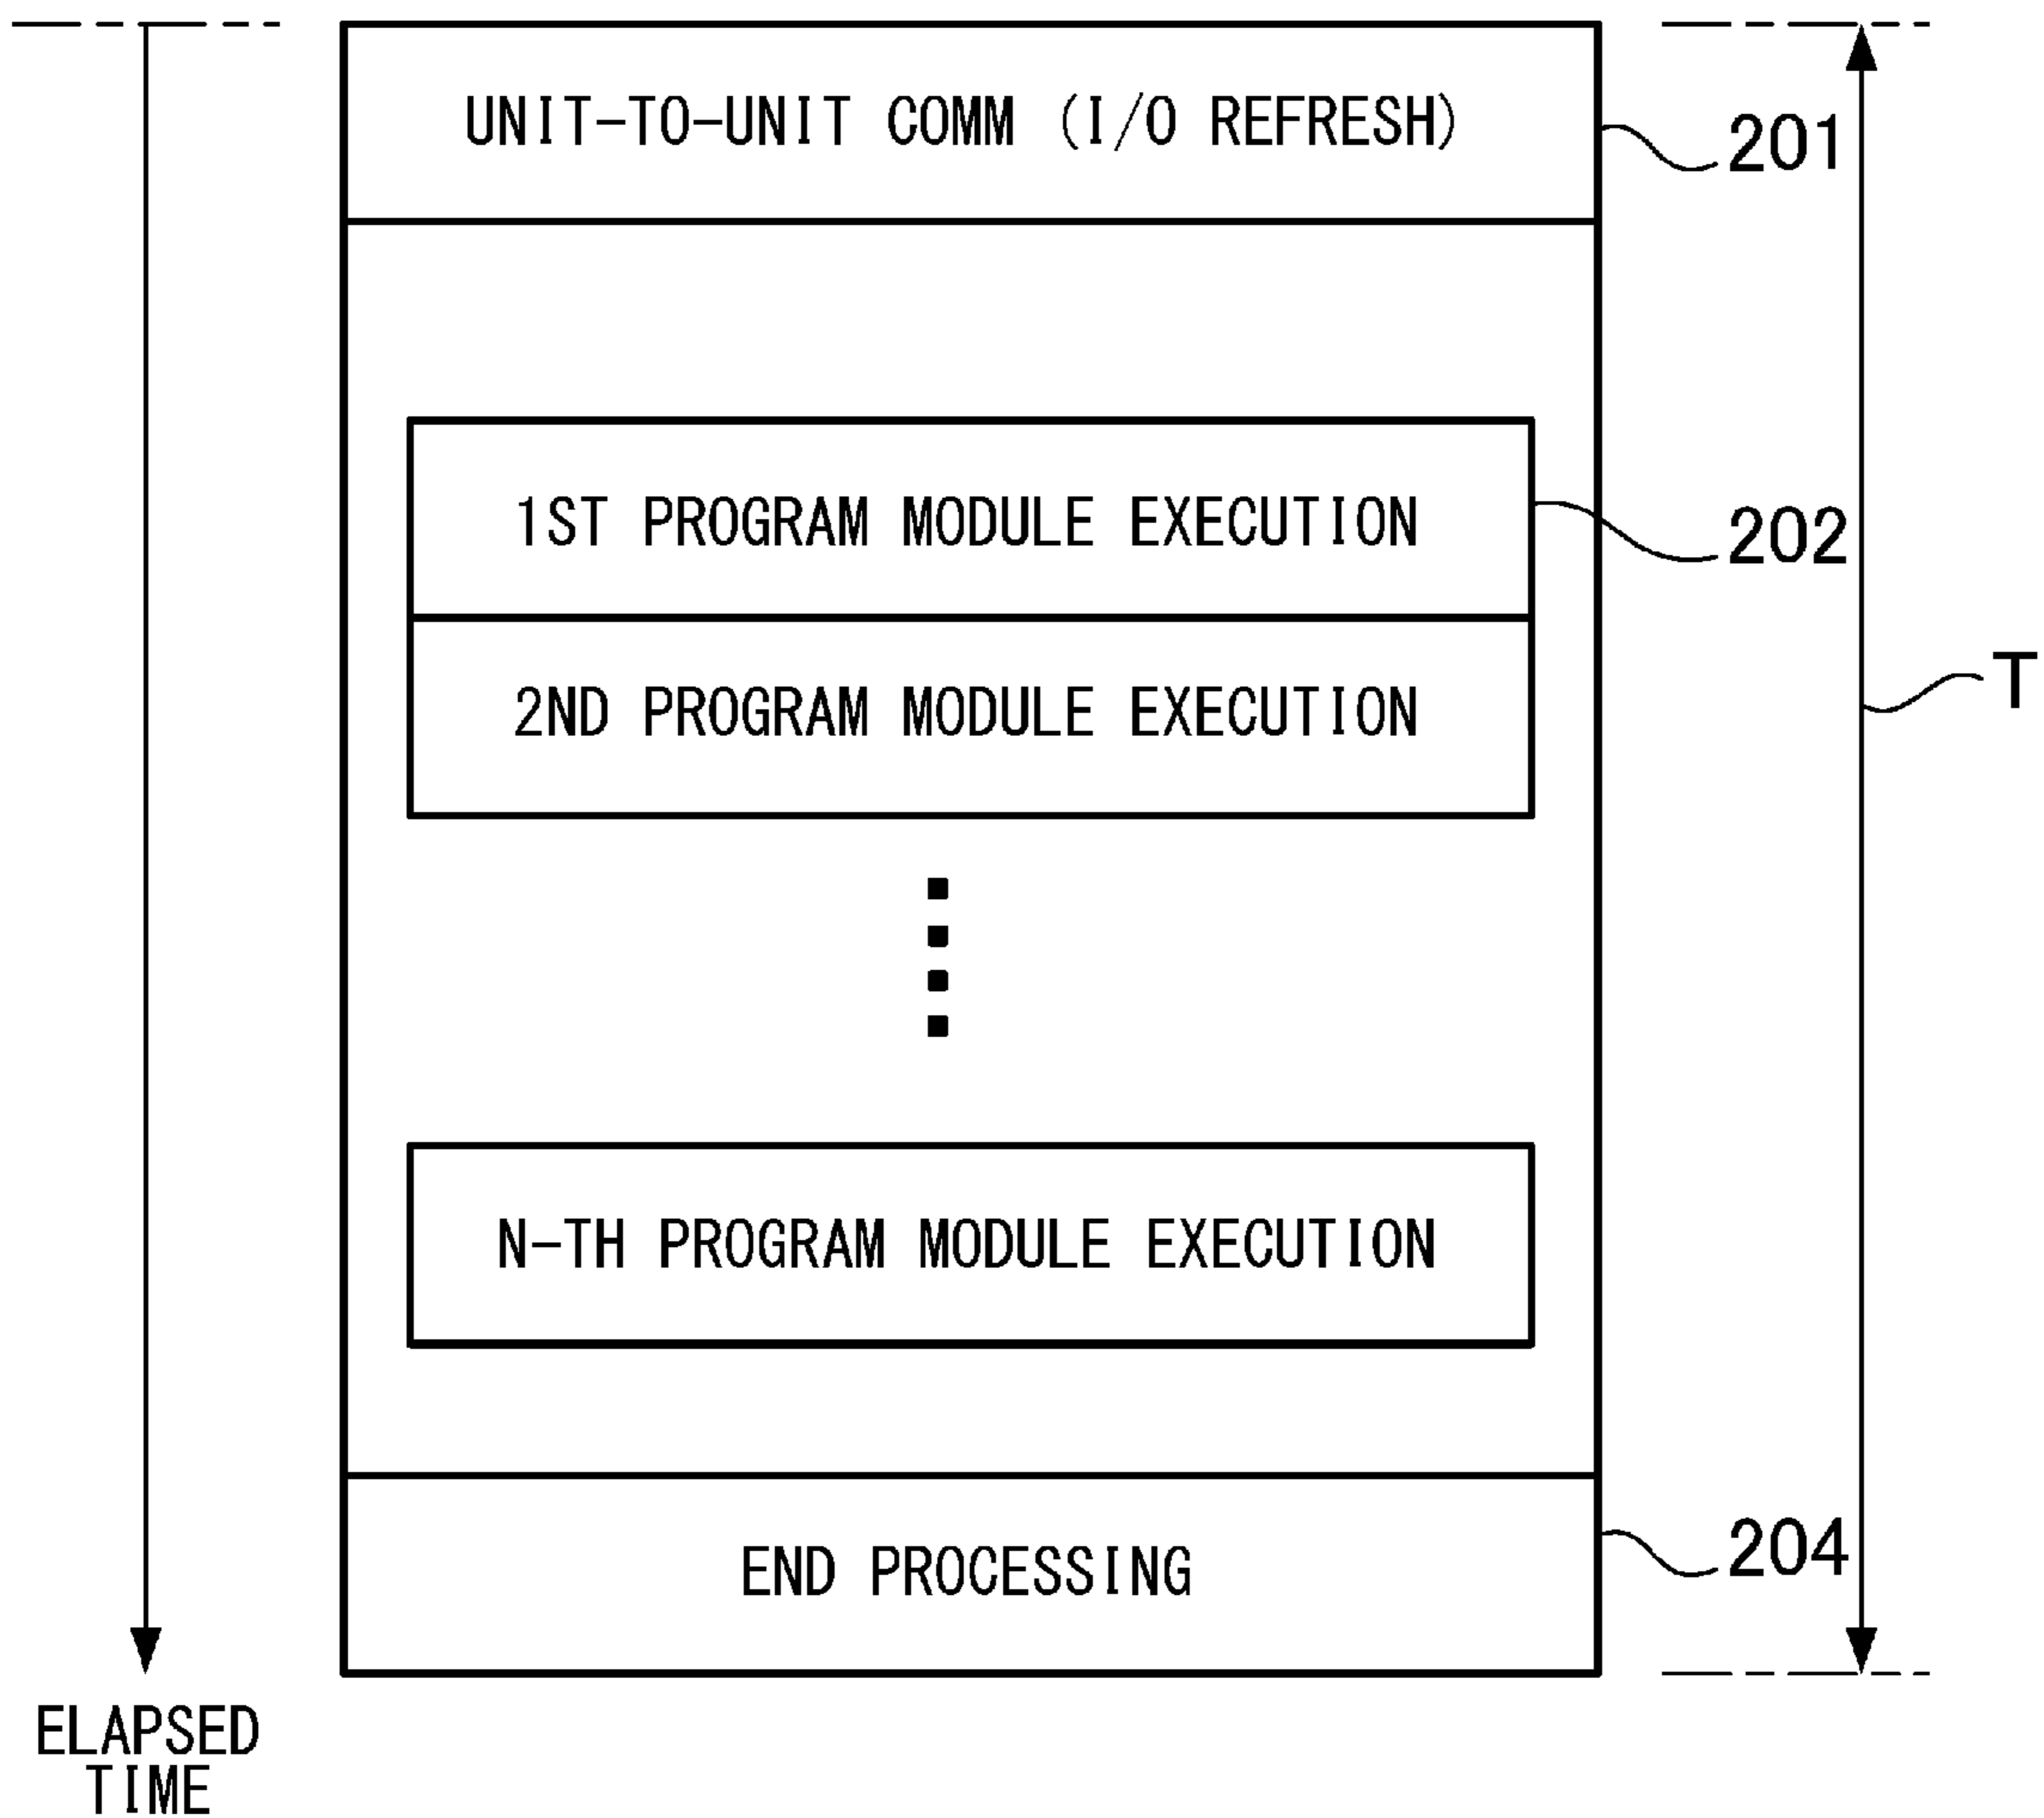 UNIT-TO-UNIT COMM (I/O REFRESH)
201
1ST PROGRAM MODULE EXECUTION
202
2ND PROGRAM MODULE EXECUTION
T
N-TH PROGRAM MODULE EXECUTION
END PROCESSING
204
ELAPSED
TIME